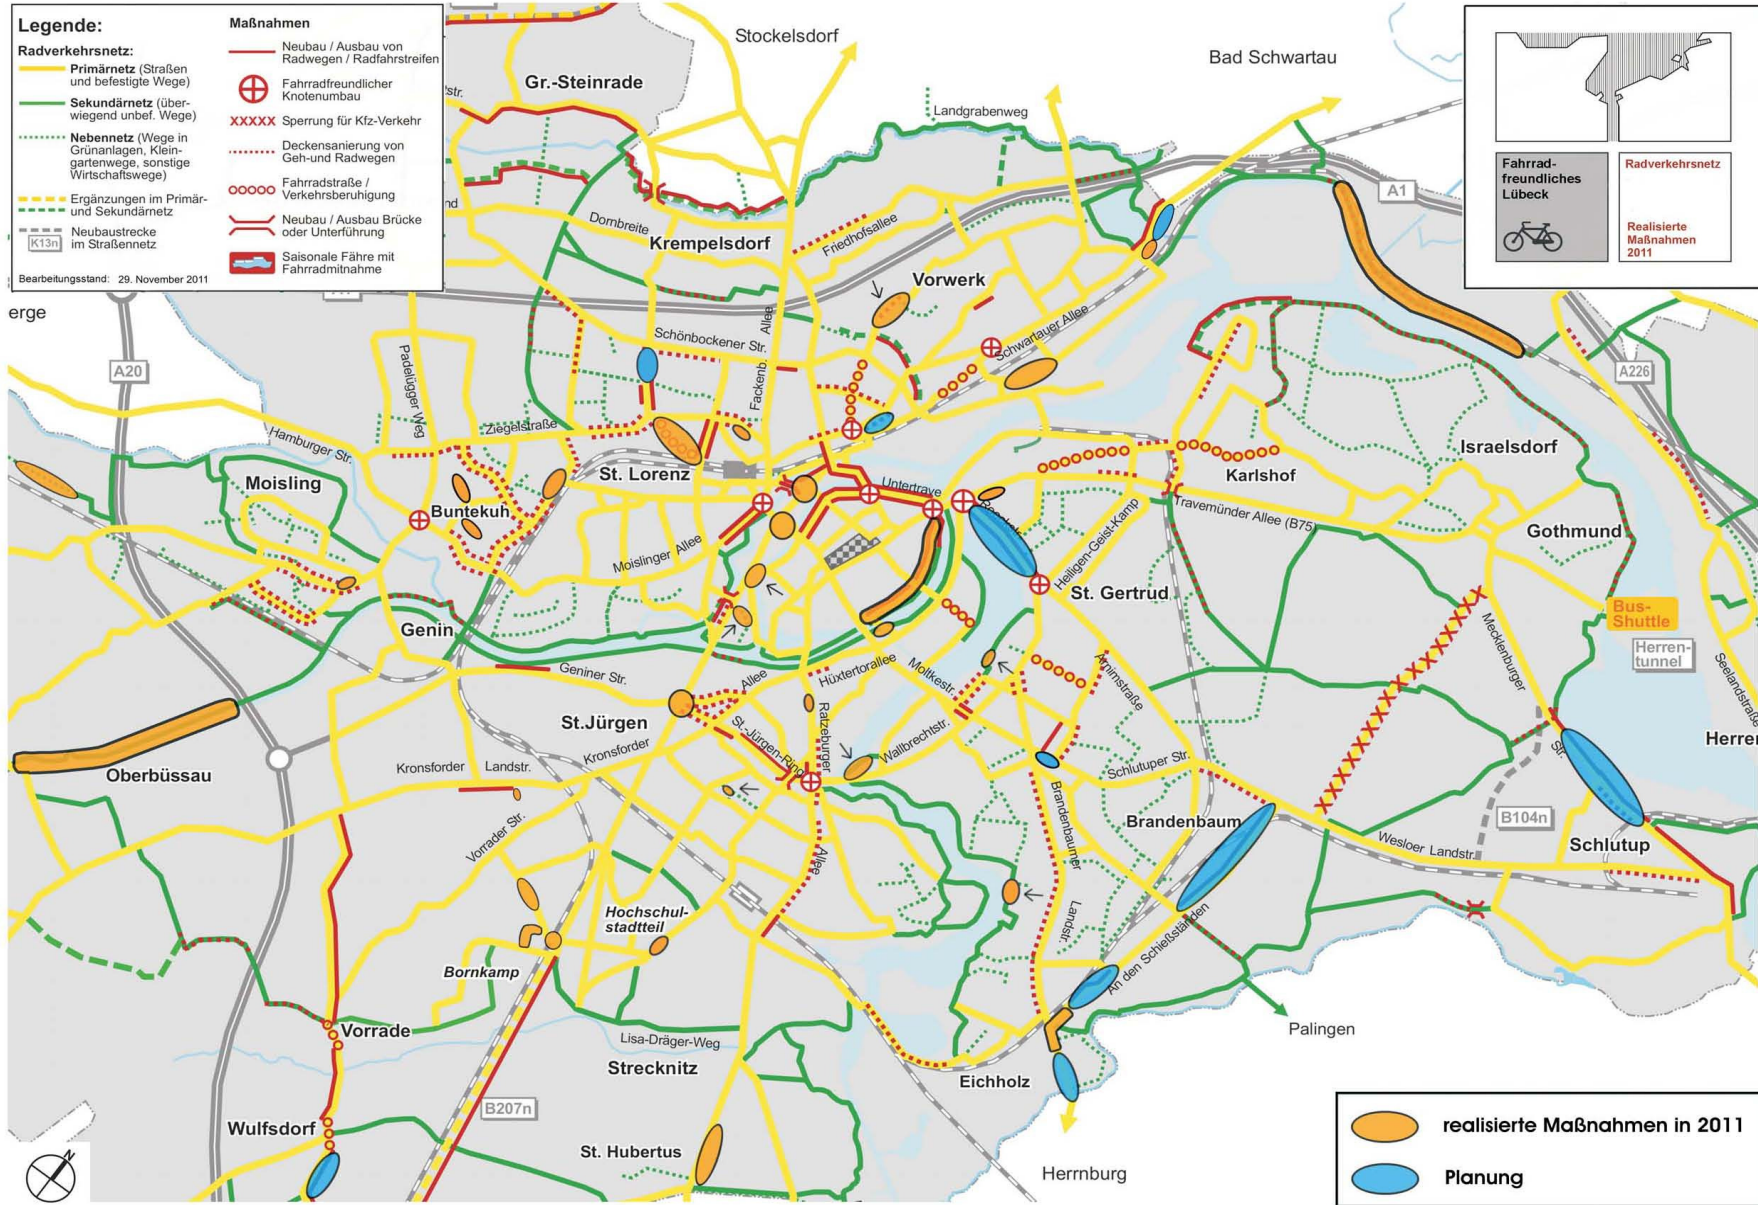 Legende:
Radverkehrsnetz:
Primärnetz (Straßen
und befestigte Wege)
Sekundärnetz (über-
wiegend unbef. Wege)
Nebennetz (Wege in
Grünanlagen, Klein-
gartenwege, sonstige
Wirtschaftswege)
Ergänzungen im Primär-
und Sekundärnetz
Neubaustrecke
im Straßennetz
K13n
Bearbeitungsstand: 29. November 2011
Maßnahmen
Neubau / Ausbau von
Radwegen / Radfahrstreifen
Fahrradfreundlicher
Knotenumbau
Sperrung für Kfz-Verkehr
Deckensanierung von
Geh-und Radwegen
Fahrradstraße /
Verkehrsberuhigung
Neubau / Ausbau Brücke
oder Unterführung
Saisonale Fähre mit
Fahrradmitnahme
Stockelsdorf
Bad Schwartau
Gr.-Steinrade
Landgrabenweg
A1
Fahrrad-
freundliches
Lübeck
Radverkehrsnetz
Realisierte
Maßnahmen
2011
Dornbreite
Krempelsdorf
Friedhofsallee
Vorwerk
erge
Schönbockener Str.
Fackenb. Allee
Schwartauer Allee
A20
A226
Padelügger Weg
Ziegelstraße
Hamburger Str.
Moisling
St. Lorenz
Buntekuh
Untertrave
Karlshof
Israelsdorf
Travemünder Allee (B75)
Gothmund
Moislinger Allee
Heiligen-Geist-Kamp
St. Gertrud
Bus-
Shuttle
Herren-
tunnel
Mecklenburger
Str.
Seelandstraße
Herren
Genin
Geniner Str.
Allee
Hüxtertorallee
Moltkestr.
Arnimstraße
St.Jürgen
St.-Jürgen-Ring
Ratzeburger
Allee
Wallbrechtstr.
Kronsforder
Oberbüssau
Kronsforder Landstr.
Schlutuper Str.
Vorrader Str.
Brandenbaumer
Landstr.
Brandenbaum
B104n
Wesloer Landstr.
Schlutup
Hochschul-
stadtteil
Bornkamp
An den Schießständen
Vorrade
Palingen
Lisa-Dräger-Weg
Strecknitz
Eichholz
B207n
Wulfsdorf
St. Hubertus
Herrnburg
N
realisierte Maßnahmen in 2011
Planung